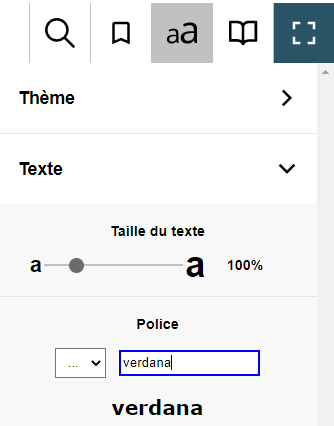 aa
Thème
Texte
Taille du texte
a a 100%
Police
... verdana
verdana